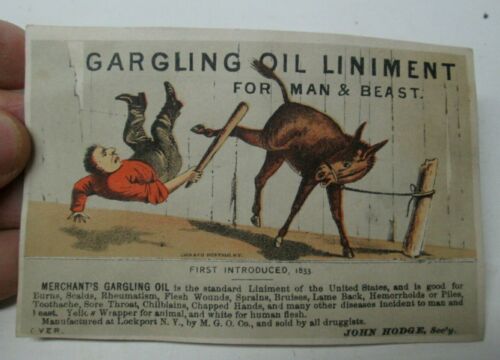 GARGLING OIL LINIMENT
FOR MAN & BEAST.
FIRST INTRODUCED, 1833
MERCHANT'S GARGLING OIL is the standard Liniment of the United States, and is good for
Burns, Scalds, Rheumatism, Flesh Wounds, Sprains, Bruises, Lame Back, Hemorrhoids or Piles,
Toothache, Sore Throat, Chilblains, Chapped Hands, and many other diseases incident to man and
beast. Yellow Wrapper for animal, and white for human flesh.
Manufactured at Lockport N. Y., by M. G. O. Co., and sold by all druggists.
OVER. JOHN HODGE, Sec'y.